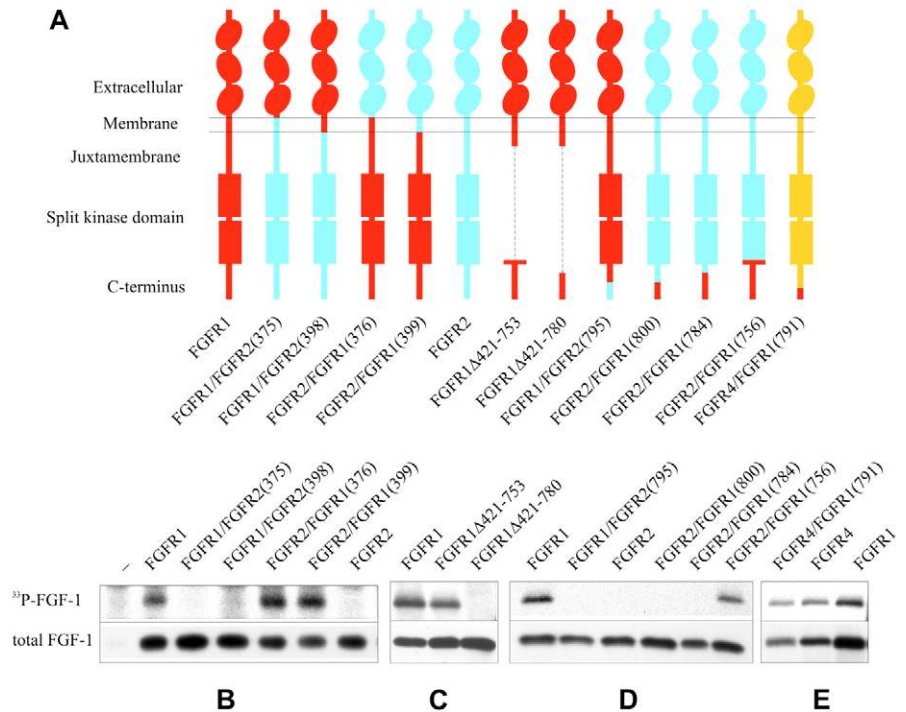 A
Extracellular
Membrane
Juxtamembrane
Split kinase domain
C-terminus
FGFR1
FGFR1/FGFR2(375)
FGFR1/FGFR2(398)
FGFR2/FGFR1(376)
FGFR2/FGFR1(399)
FGFR2
FGFR1Δ421-753
FGFR1Δ421-780
FGFR1/FGFR2(795)
FGFR2/FGFR1(800)
FGFR2/FGFR1(784)
FGFR2/FGFR1(756)
FGFR4/FGFR1(791)
–
FGFR1
FGFR1/FGFR2(375)
FGFR1/FGFR2(398)
FGFR2/FGFR1(376)
FGFR2/FGFR1(399)
FGFR2
FGFR1
FGFR1Δ421-753
FGFR1Δ421-780
FGFR1
FGFR1/FGFR2(795)
FGFR2
FGFR2/FGFR1(800)
FGFR2/FGFR1(784)
FGFR2/FGFR1(756)
FGFR4/FGFR1(791)
FGFR4
FGFR1
³³P-FGF-1
total FGF-1
B
C
D
E